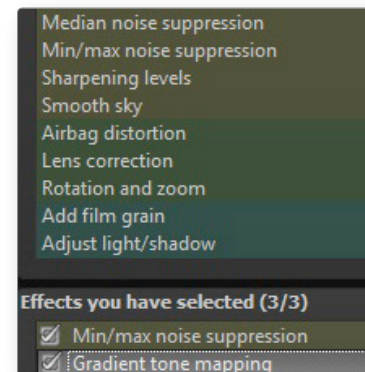 Median noise suppression
Min/max noise suppression
Sharpening levels
Smooth sky
Airbag distortion
Lens correction
Rotation and zoom
Add film grain
Adjust light/shadow
Effects you have selected (3/3)
Min/max noise suppression
Gradient tone mapping